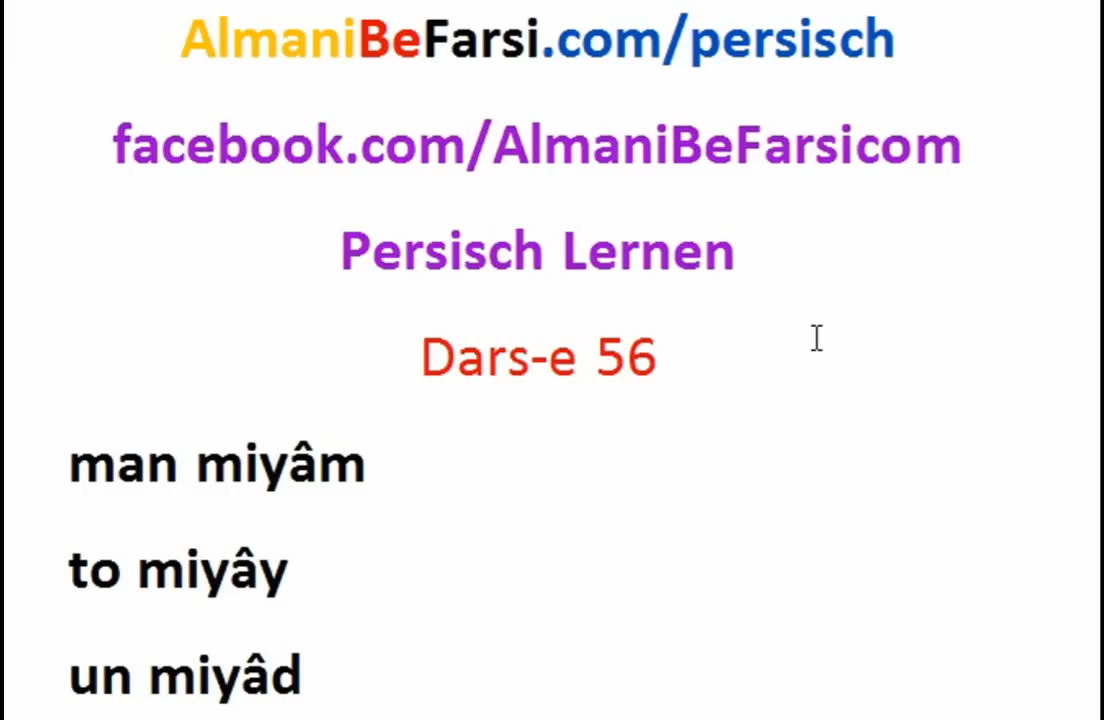 AlmaniBeFarsi.com/persisch
facebook.com/AlmaniBeFarsicom
Persisch Lernen
Dars-e 56
man miyâm
to miyây
un miyâd